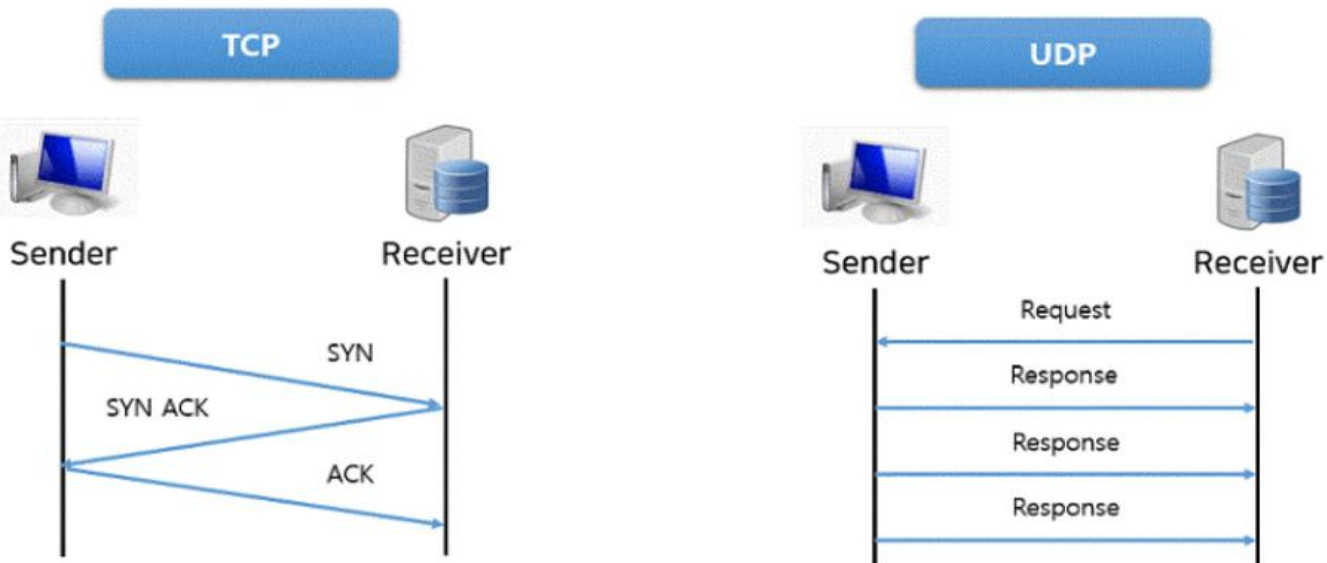 TCP
Sender
Receiver
SYN
SYN ACK
ACK
UDP
Sender
Receiver
Request
Response
Response
Response